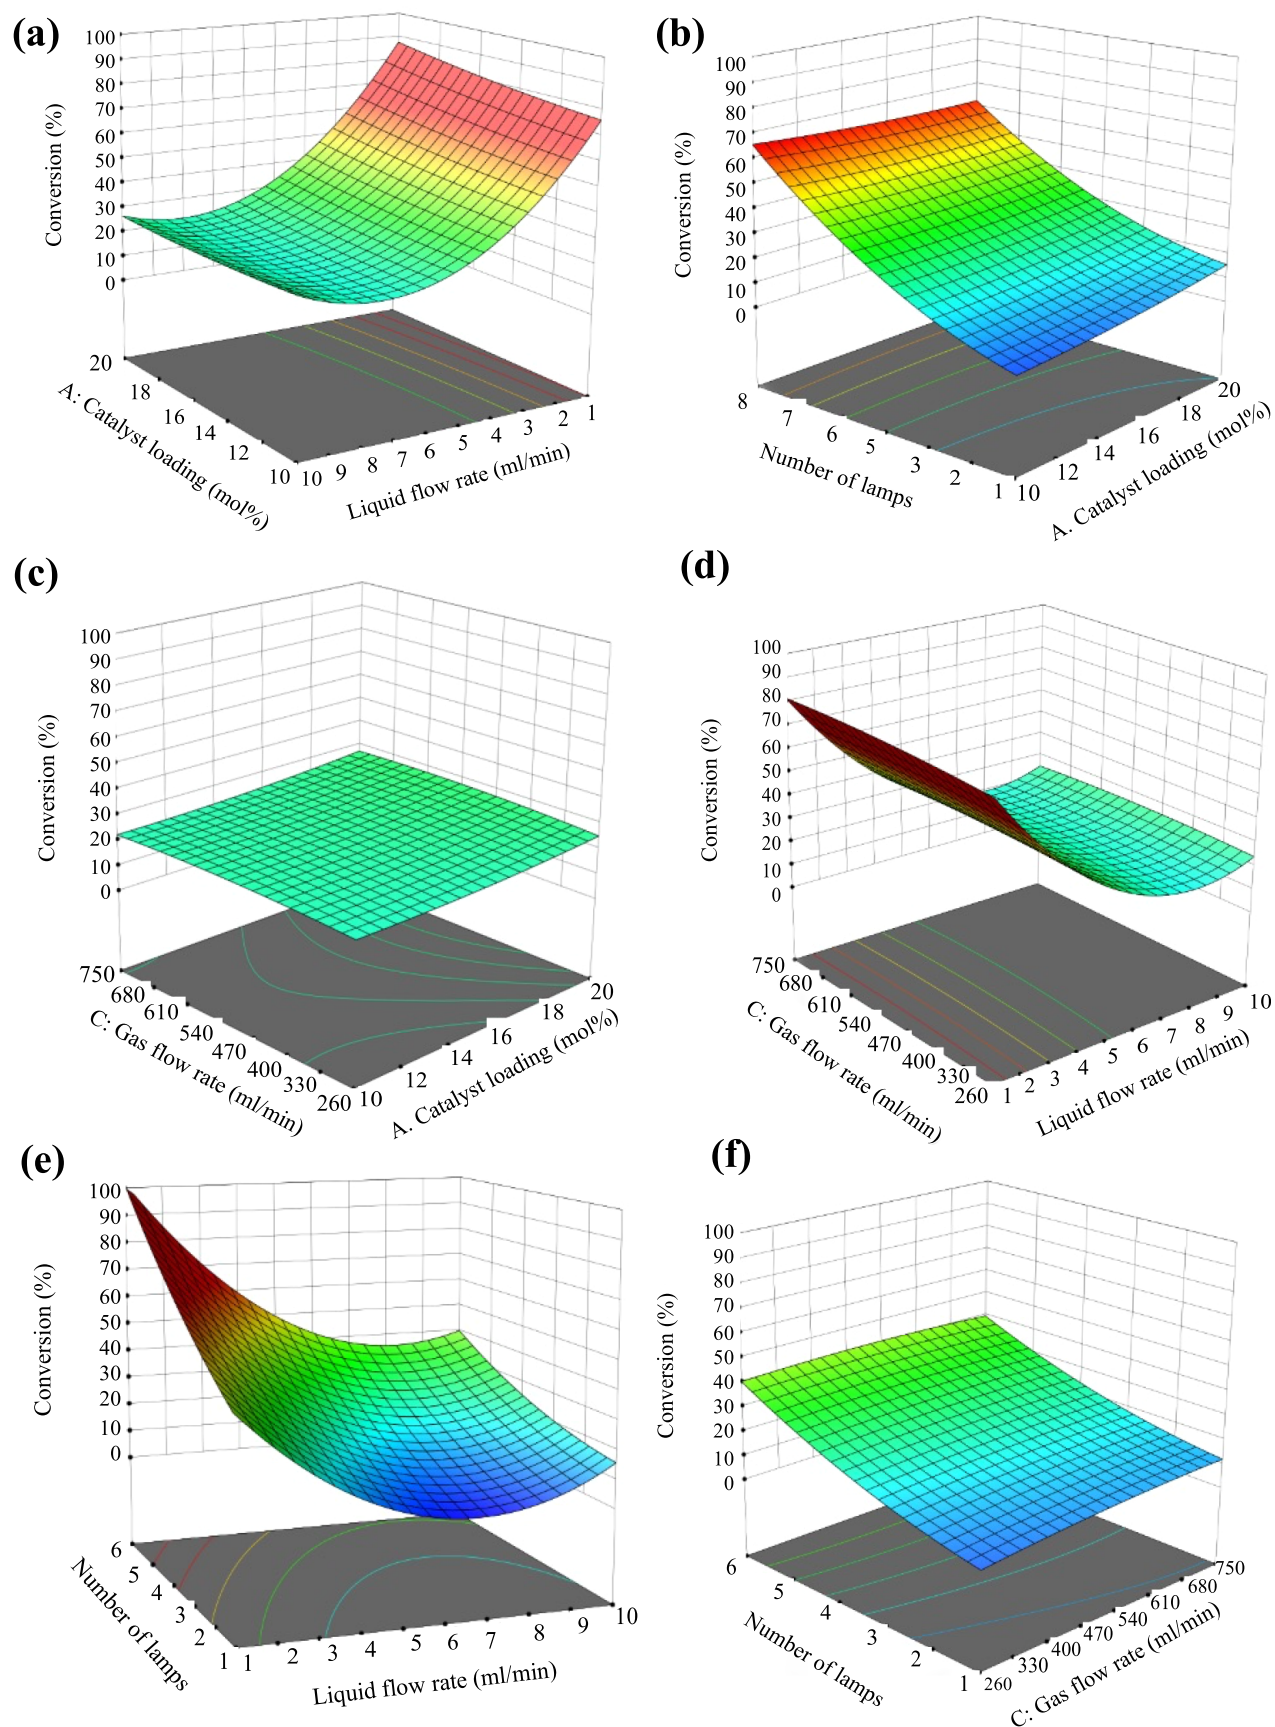 (a)
100
90
80
70
60
50
40
30
20
10
0
Conversion (%)
20
18
16
14
12
10
A: Catalyst loading (mol%)
10 9 8 7 6 5 4 3 2 1
Liquid flow rate (ml/min)
(b)
100
90
80
70
60
50
40
30
20
10
0
Conversion (%)
8 7 6 5 3 2 1
Number of lamps
10 12 14 16 18 20
A. Catalyst loading (mol%)
(c)
100
90
80
70
60
50
40
30
20
10
0
Conversion (%)
750 680 610 540 470 400 330 260
C: Gas flow rate (ml/min)
10 12 14 16 18 20
A. Catalyst loading (mol%)
(d)
100
90
80
70
60
50
40
30
20
10
0
Conversion (%)
750 680 610 540 470 400 330 260
C: Gas flow rate (ml/min)
1 2 3 4 5 6 7 8 9 10
Liquid flow rate (ml/min)
(e)
100
90
80
70
60
50
40
30
20
10
0
Conversion (%)
6 5 4 3 2 1
Number of lamps
1 2 3 4 5 6 7 8 9 10
Liquid flow rate (ml/min)
(f)
100
90
80
70
60
50
40
30
20
10
0
Conversion (%)
6 5 4 3 2 1
Number of lamps
260 330 400 470 540 610 680 750
C: Gas flow rate (ml/min)